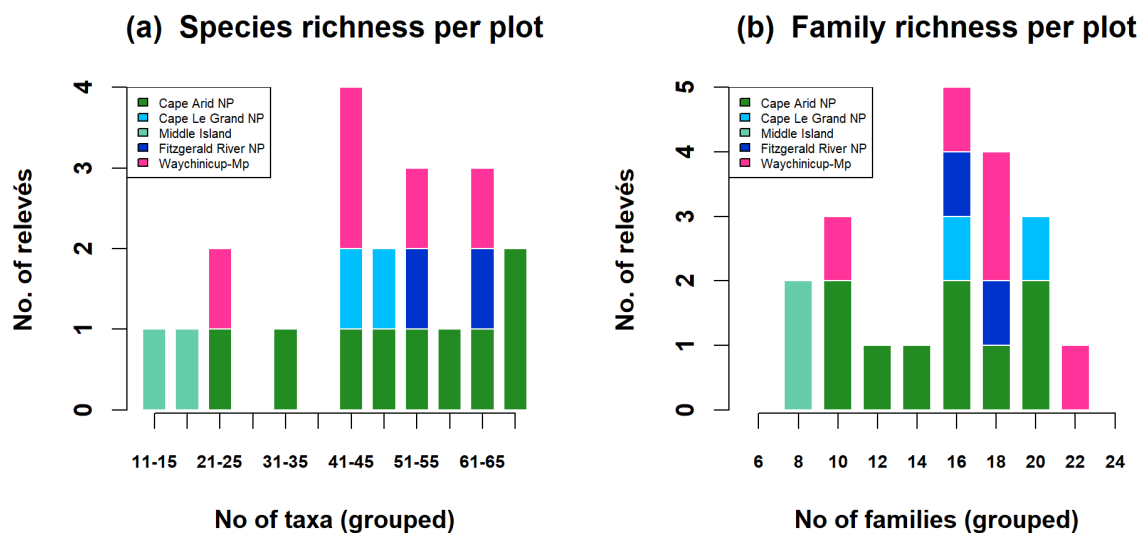 (a) Species richness per plot
No. of relevés
0 1 2 3 4
Cape Arid NP
Cape Le Grand NP
Middle Island
Fitzgerald River NP
Waychinicup-Mp
11-15 21-25 31-35 41-45 51-55 61-65
No of taxa (grouped)
(b) Family richness per plot
No. of relevés
0 1 2 3 4 5
Cape Arid NP
Cape Le Grand NP
Middle Island
Fitzgerald River NP
Waychinicup-Mp
6 8 10 12 14 16 18 20 22 24
No of families (grouped)